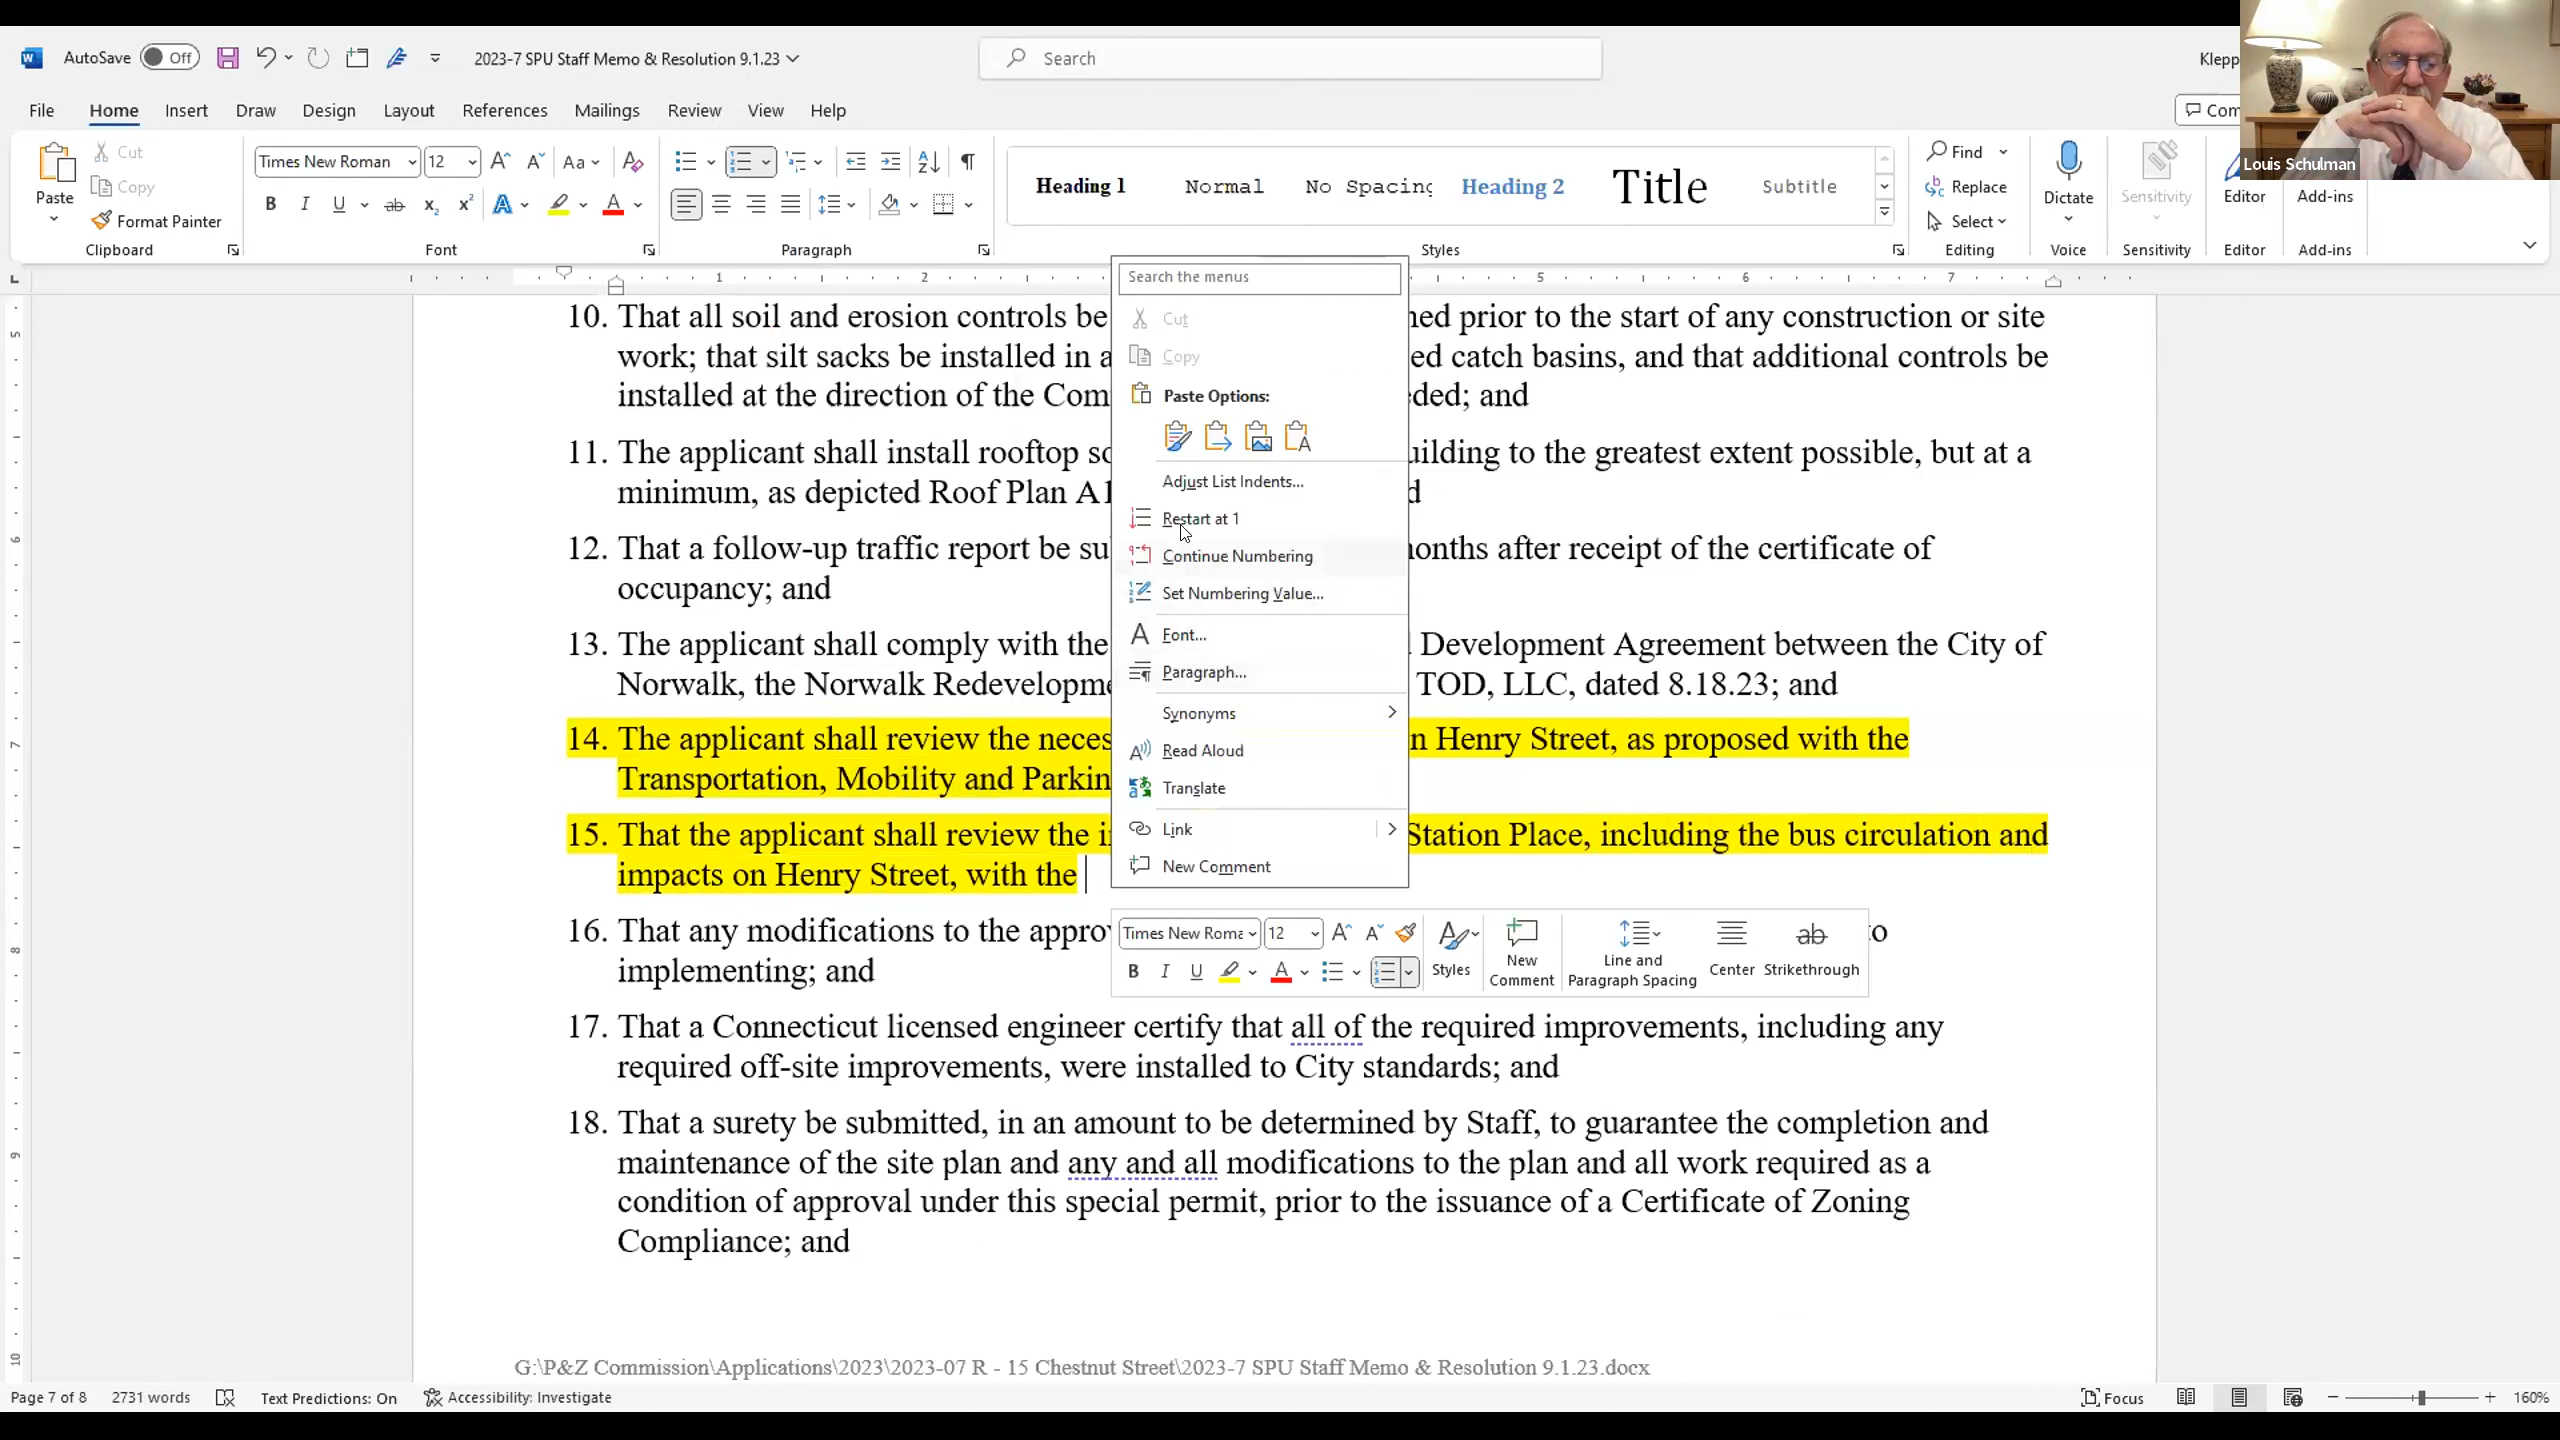 AutoSave Off 2023-7 SPU Staff Memo & Resolution 9.1.23 Search
File Home Insert Draw Design Layout References Mailings Review View Help
Paste Cut Copy Format Painter
Times New Roman 12 Aa
Heading 1 Normal No Spacing Heading 2 Title Subtitle
Find Replace Select
Dictate Sensitivity Editor Add-ins
Louis Schulman
Clipboard Font Paragraph Styles Editing Voice Sensitivity Editor Add-ins
1 2 5 6 7
Search the menus
Cut
Copy
Paste Options:
Adjust List Indents...
Restart at 1
Continue Numbering
Set Numbering Value...
Font...
Paragraph...
Synonyms
Read Aloud
Translate
Link
New Comment
10. That all soil and erosion controls be prior to the start of any construction or site
work; that silt sacks be installed in catch basins, and that additional controls be
installed at the direction of the and
11. The applicant shall install rooftop to the greatest extent possible, but at a
minimum, as depicted Roof Plan
12. That a follow-up traffic report be after receipt of the certificate of
occupancy; and
13. The applicant shall comply with the Development Agreement between the City of
Norwalk, the Norwalk TOD, LLC, dated 8.18.23; and
14. The applicant shall review the Henry Street, as proposed with the
Transportation, Mobility and
15. That the applicant shall review the Station Place, including the bus circulation and
impacts on Henry Street, with the
16. That any modifications to the
implementing; and
Times New Roma 12 Styles New Comment Line and Paragraph Spacing Center Strikethrough
17. That a Connecticut licensed engineer certify that all of the required improvements, including any
required off-site improvements, were installed to City standards; and
18. That a surety be submitted, in an amount to be determined by Staff, to guarantee the completion and
maintenance of the site plan and any and all modifications to the plan and all work required as a
condition of approval under this special permit, prior to the issuance of a Certificate of Zoning
Compliance; and
G:\P&Z Commission\Applications\2023\2023-07 R - 15 Chestnut Street\2023-7 SPU Staff Memo & Resolution 9.1.23.docx
Page 7 of 8 2731 words Text Predictions: On Accessibility: Investigate Focus 160%